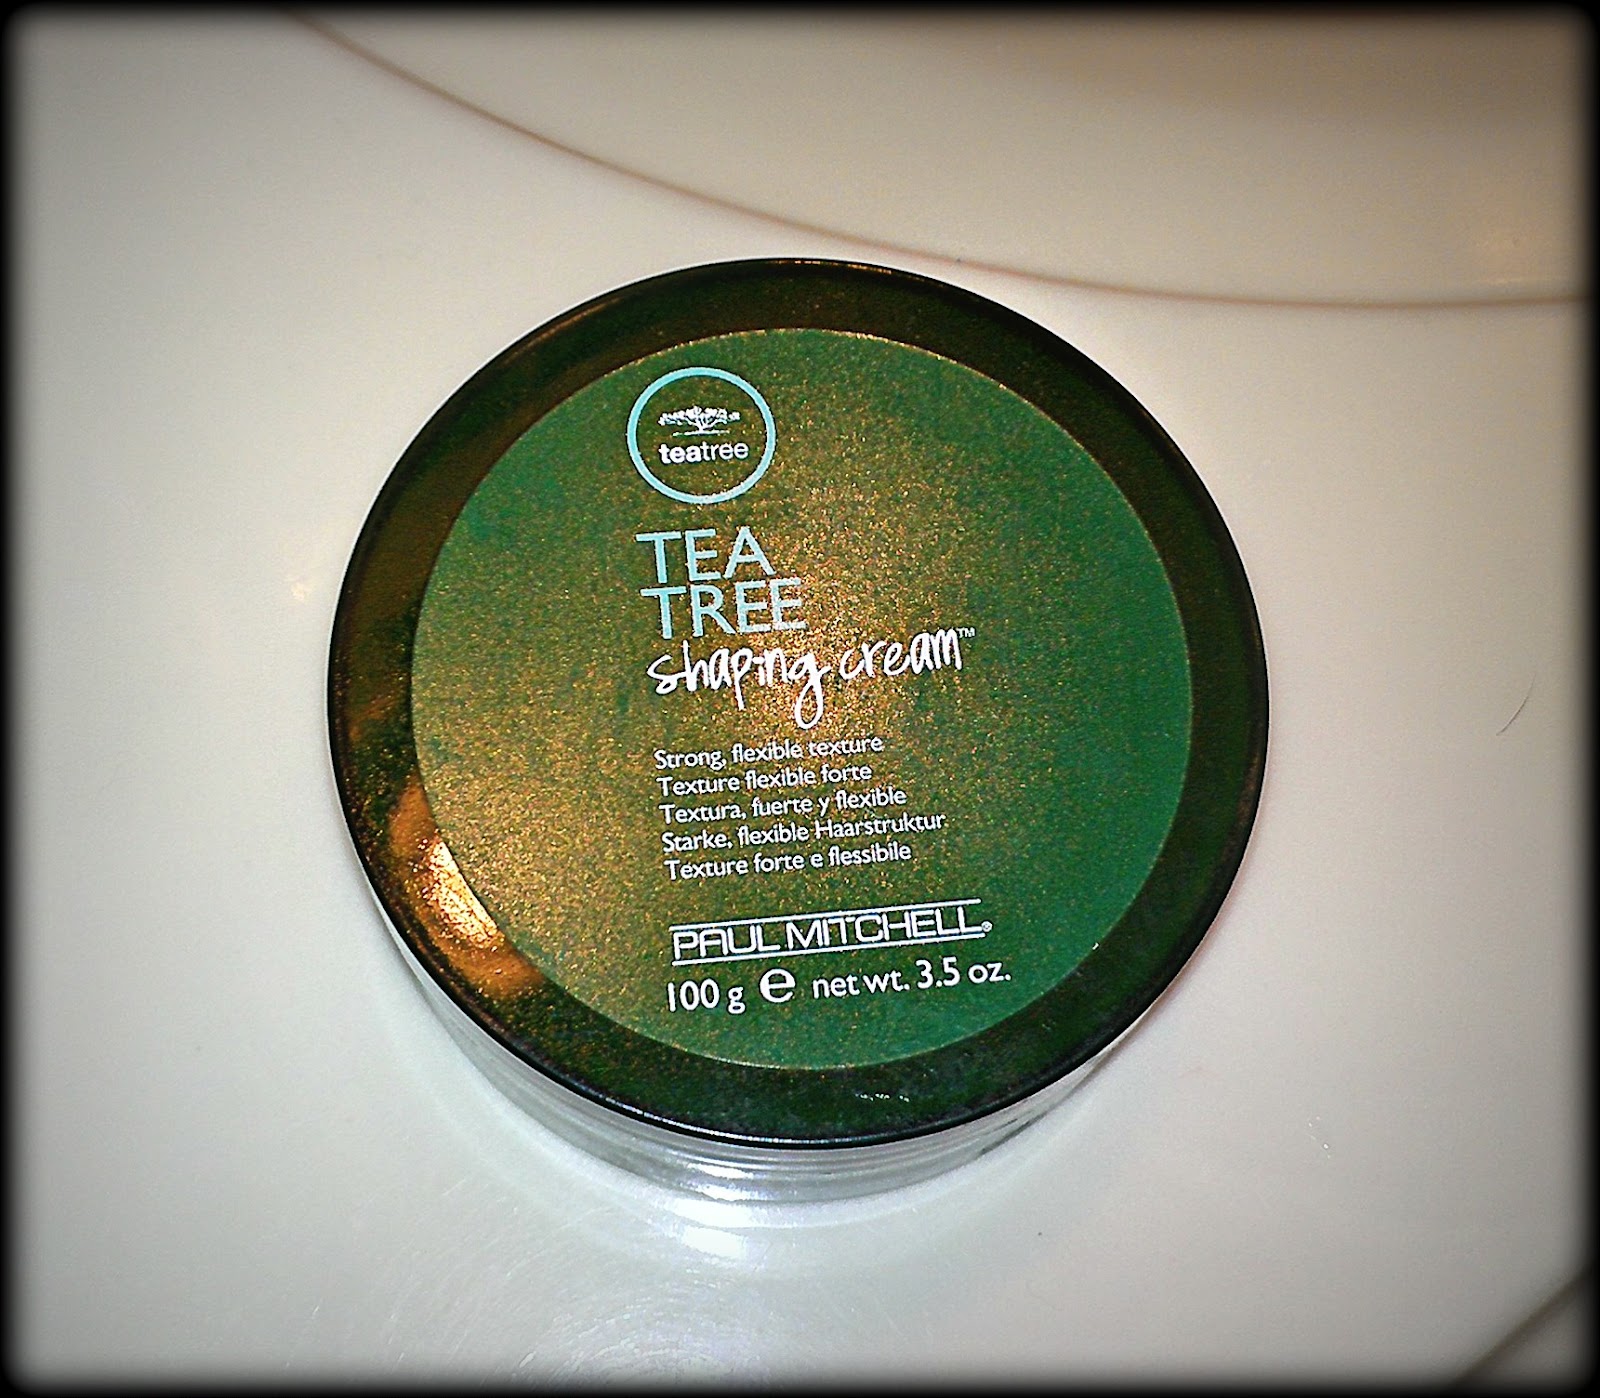 teatree
TEA
TREE
shaping cream™
Strong, flexible texture
Texture flexible forte
Textura, fuerte y flexible
Starke, flexible Haarstruktur
Texture forte e flessibile
PAUL MITCHELL®
100 g e net wt. 3.5 oz.